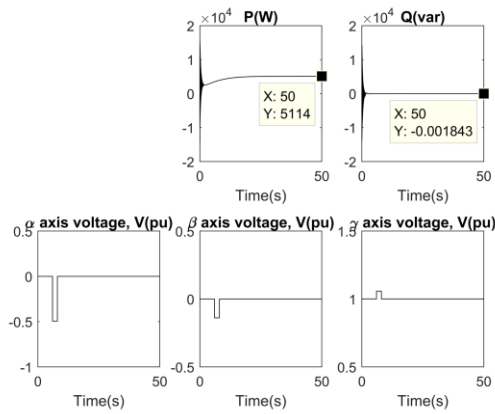 ×10⁴ P(W)
2
1
0
-1
-2
0 50
Time(s)
X: 50
Y: 5114
×10⁴ Q(var)
2
1
0
-1
-2
0 50
Time(s)
X: 50
Y: -0.001843
α axis voltage, V(pu)
0.5
0
-0.5
-1
0 50
Time(s)
β axis voltage, V(pu)
0.5
0
-0.5
0 50
Time(s)
γ axis voltage, V(pu)
1.5
1
0.5
0 50
Time(s)